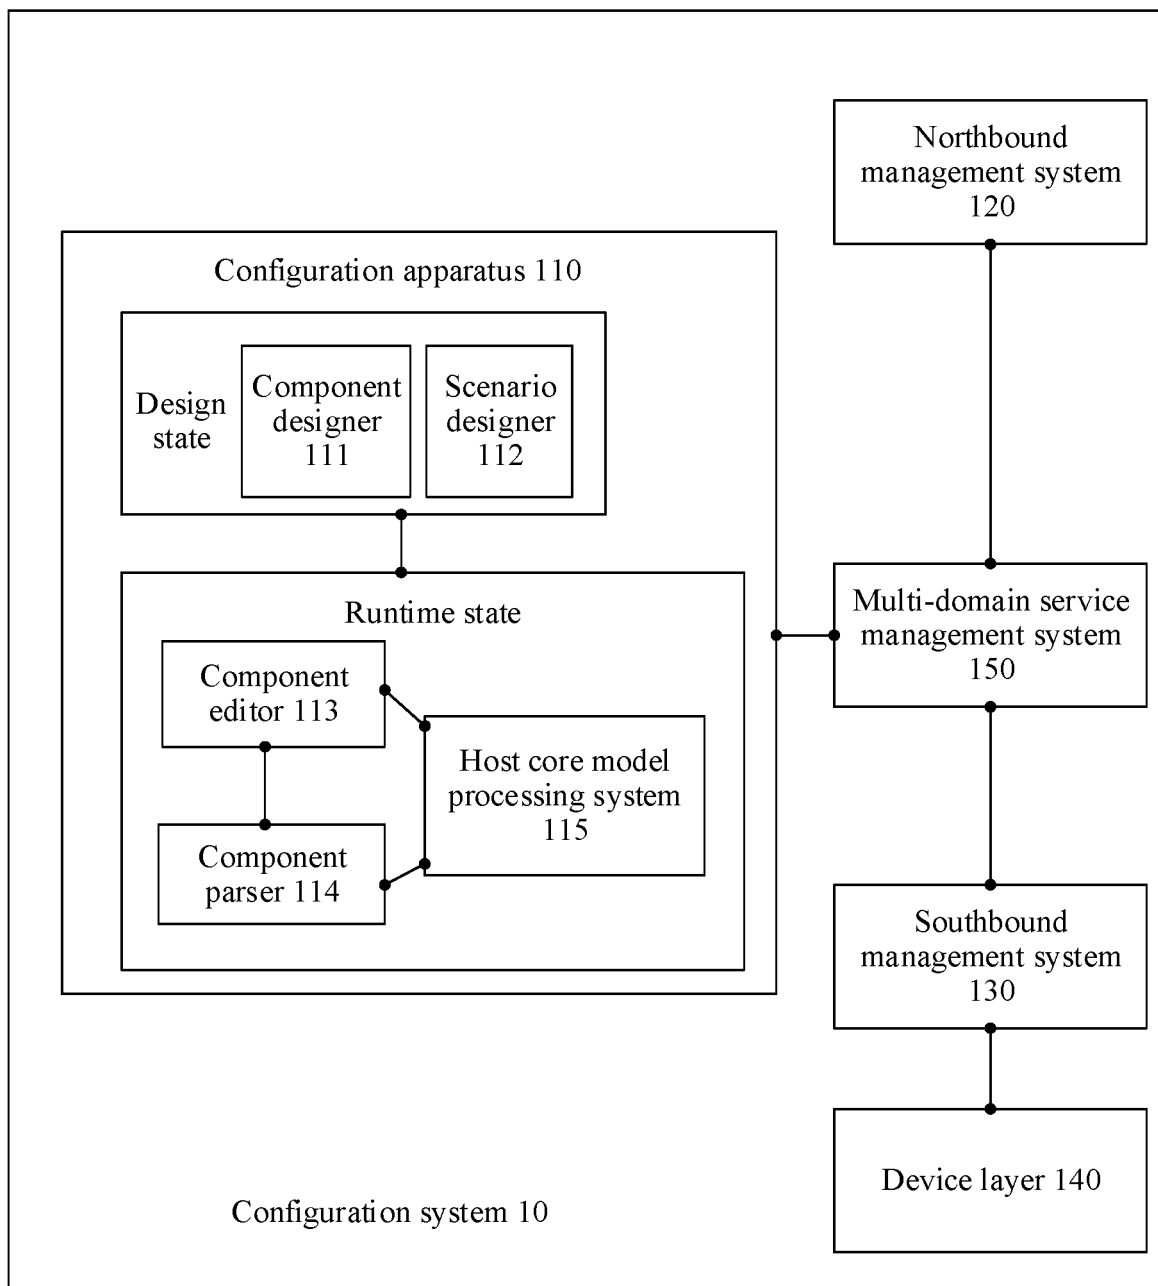 Northbound
management system
120
Configuration apparatus 110
Design
state
Component
designer
111
Scenario
designer
112
Runtime state
Component
editor 113
Host core model
processing system
115
Component
parser 114
Multi-domain service
management system
150
Southbound
management system
130
Device layer 140
Configuration system 10